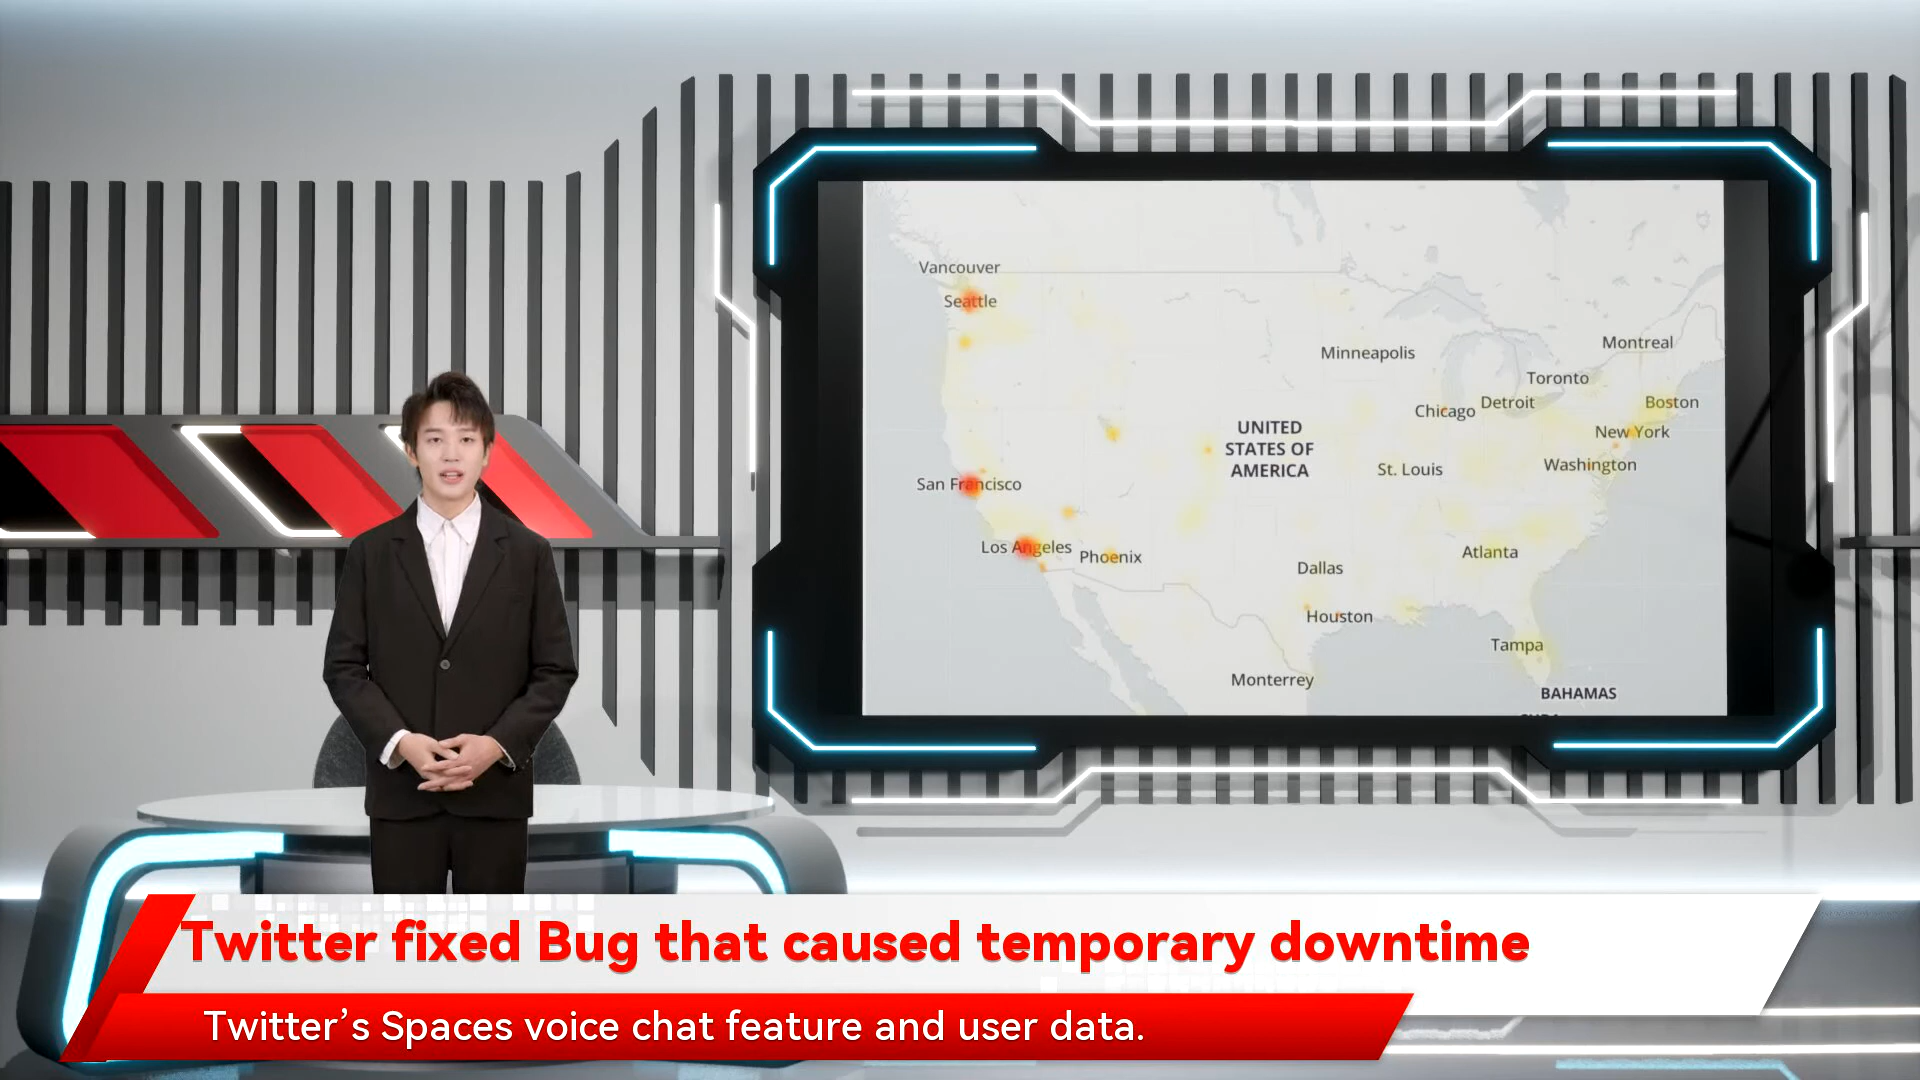 Vancouver
Seattle
Minneapolis
Montreal
Toronto
Chicago
Detroit
Boston
UNITED
STATES OF
AMERICA
New York
St. Louis
Washington
San Francisco
Los Angeles
Phoenix
Atlanta
Dallas
Houston
Tampa
Monterrey
BAHAMAS
Twitter fixed Bug that caused temporary downtime
Twitter’s Spaces voice chat feature and user data.